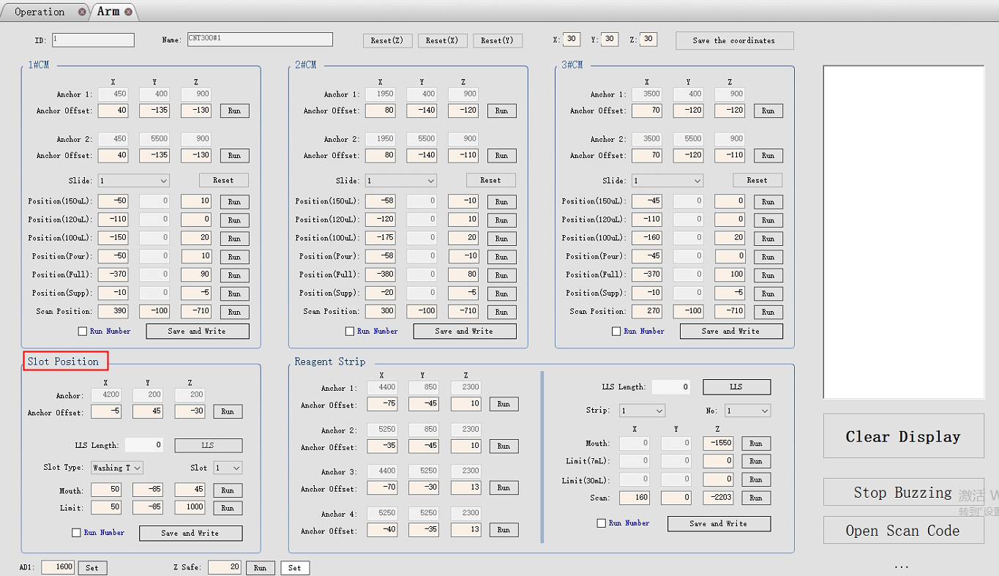 Operation Arm
ID: 1 Name: CNT300#1 Reset(Z) Reset(X) Reset(Y) X: 30 Y: 30 Z: 30 Save the coordinates
1#CM
X Y Z
Anchor 1: 450 400 900
Anchor Offset: 40 -135 -130 Run
Anchor 2: 450 5500 900
Anchor Offset: 40 -135 -130 Run
Slide: 1 Reset
Position(150uL): -50 0 10 Run
Position(120uL): -110 0 0 Run
Position(100uL): -150 0 20 Run
Position(Pour): -50 0 10 Run
Position(Full): -370 0 90 Run
Position(Supp): -10 0 -5 Run
Scan Position: 390 -100 -710 Run
Run Number Save and Write
2#CM
X Y Z
Anchor 1: 1950 400 900
Anchor Offset: 80 -140 -120 Run
Anchor 2: 1950 5500 900
Anchor Offset: 80 -140 -110 Run
Slide: 1 Reset
Position(150uL): -58 0 -10 Run
Position(120uL): -120 0 10 Run
Position(100uL): -175 0 20 Run
Position(Pour): -58 0 -10 Run
Position(Full): -380 0 80 Run
Position(Supp): -20 0 -5 Run
Scan Position: 300 -100 -710 Run
Run Number Save and Write
3#CM
X Y Z
Anchor 1: 3500 400 900
Anchor Offset: 70 -120 -120 Run
Anchor 2: 3500 5500 900
Anchor Offset: 70 -120 -110 Run
Slide: 1 Reset
Position(150uL): -45 0 0 Run
Position(120uL): -110 0 0 Run
Position(100uL): -160 0 20 Run
Position(Pour): -45 0 0 Run
Position(Full): -370 0 100 Run
Position(Supp): -10 0 -5 Run
Scan Position: 270 -100 -710 Run
Run Number Save and Write
Slot Position
X Y Z
Anchor: 4200 200 200
Anchor Offset: -5 45 -30 Run
LLS Length: 0 LLS
Slot Type: Washing T Slot 1
Mouth: 50 -85 45 Run
Limit: 50 -85 1000 Run
Run Number Save and Write
Reagent Strip
X Y Z
Anchor 1: 4400 850 2300
Anchor Offset: -75 -45 10 Run
Anchor 2: 5250 850 2300
Anchor Offset: -35 -45 10 Run
Anchor 3: 4400 5250 2300
Anchor Offset: -70 -30 13 Run
Anchor 4: 5250 5250 2300
Anchor Offset: -40 -35 13 Run
LLS Length: 0 LLS
Strip: 1 No: 1
X Y Z
Mouth: 0 0 -1550 Run
Limit(7mL): 0 0 0 Run
Limit(30mL): 0 0 0 Run
Scan: 160 0 -2203 Run
Run Number Save and Write
Clear Display
Stop Buzzing
激活 W
转到"设置
Open Scan Code
AD1: 1600 Set Z Safe: 20 Run Set ...